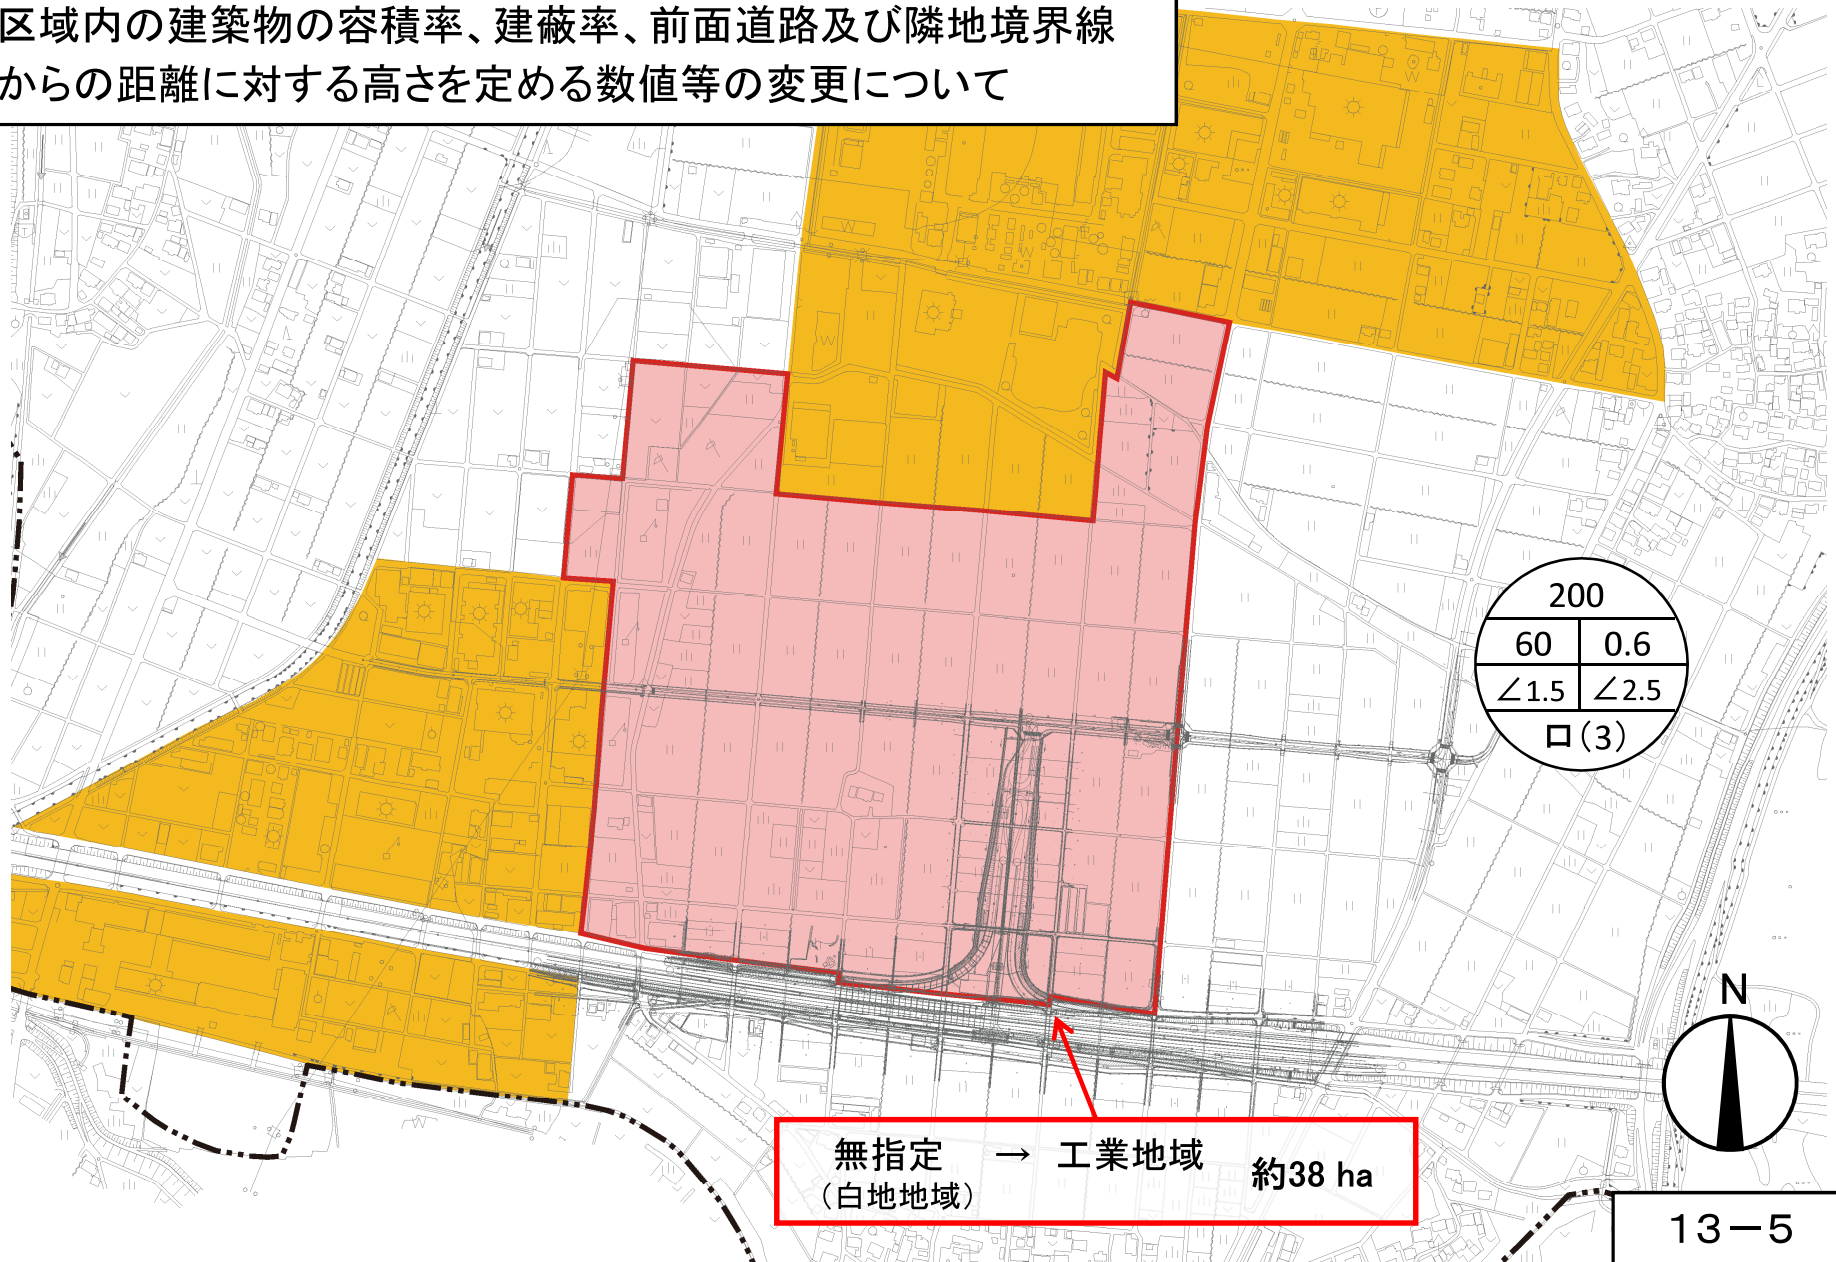 区域内の建築物の容積率、建蔽率、前面道路及び隣地境界線
からの距離に対する高さを定める数値等の変更について
200
60 0.6
∠1.5 ∠2.5
ロ（3）
N
無指定 → 工業地域 約38 ha
（白地地域）
13－5